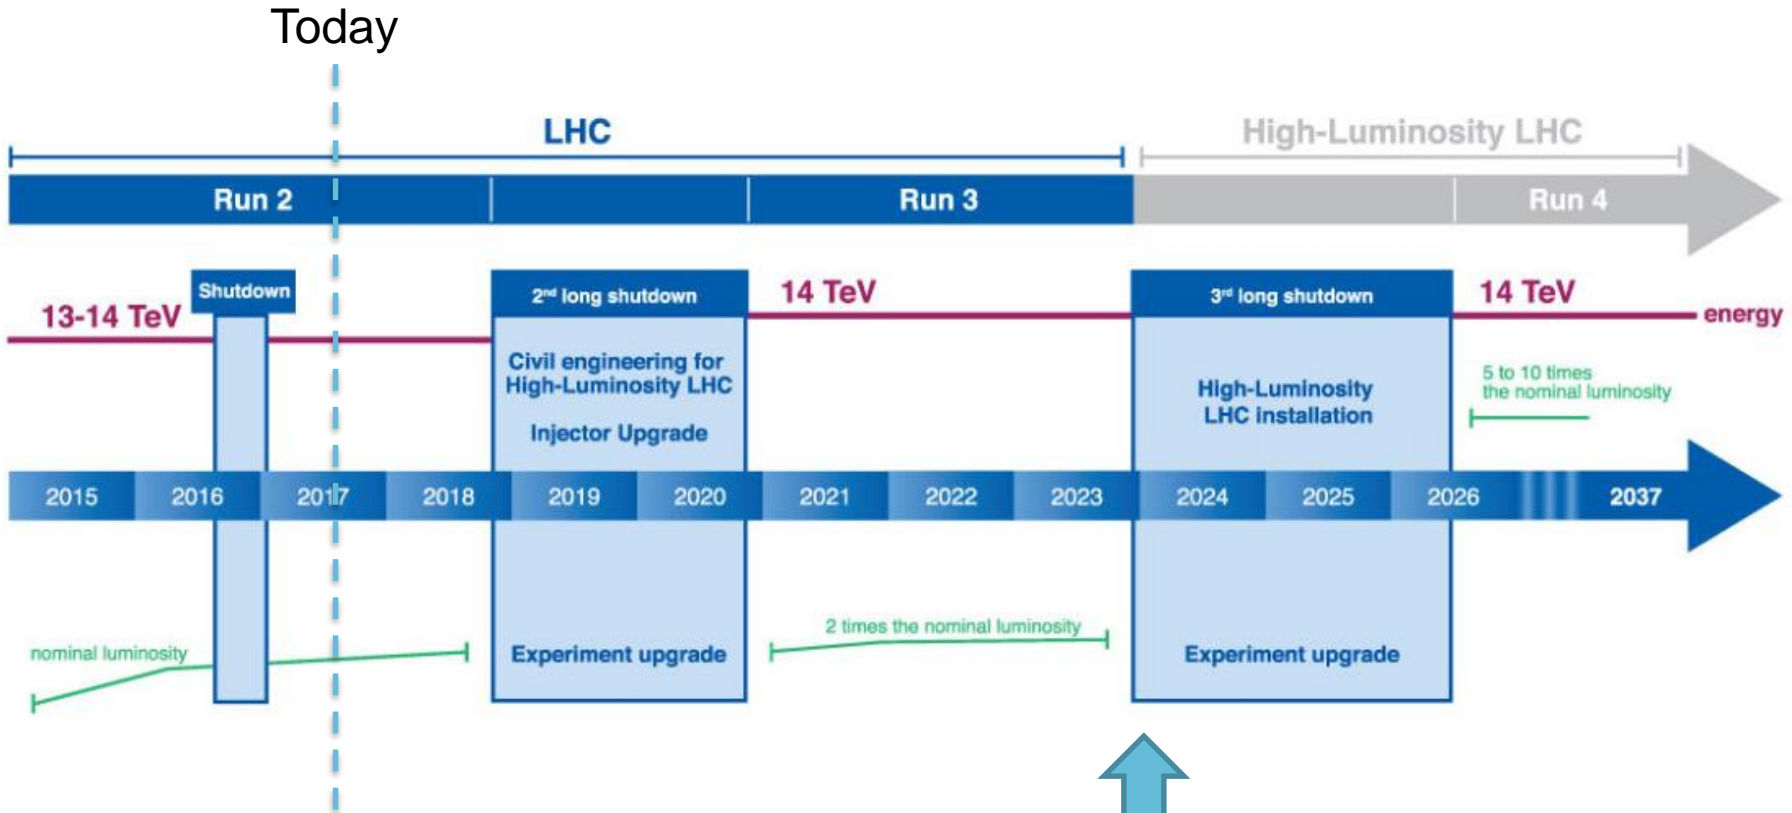 Today
LHC
High-Luminosity LHC
Run 2
Run 3
Run 4
Shutdown
13-14 TeV
2nd long shutdown
14 TeV
3rd long shutdown
14 TeV
energy
Civil engineering for
High-Luminosity LHC
Injector Upgrade
High-Luminosity
LHC installation
5 to 10 times
the nominal luminosity
2015 2016 2017 2018 2019 2020 2021 2022 2023 2024 2025 2026 2037
nominal luminosity
Experiment upgrade
2 times the nominal luminosity
Experiment upgrade